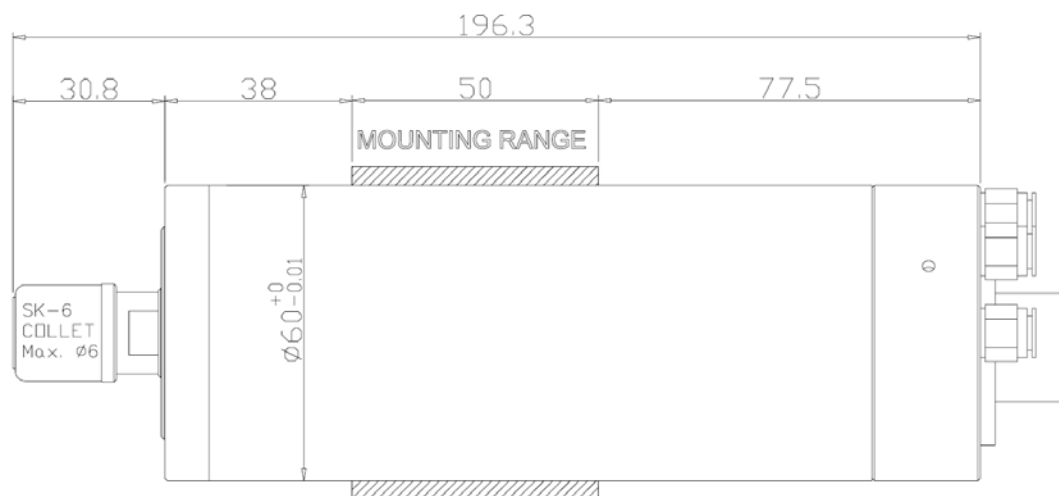 196.3
30.8
38
50
77.5
MOUNTING RANGE
Ø60 +0 -0.01
SK-6
COLLET
Max. Ø6